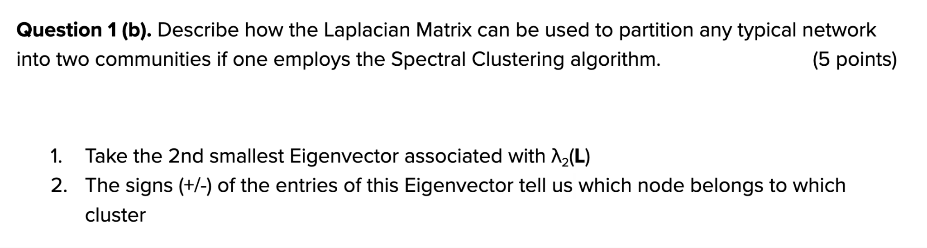 Question 1 (b). Describe how the Laplacian Matrix can be used to partition any typical network
into two communities if one employs the Spectral Clustering algorithm. (5 points)
1. Take the 2nd smallest Eigenvector associated with λ₂(L)
2. The signs (+/-) of the entries of this Eigenvector tell us which node belongs to which
cluster